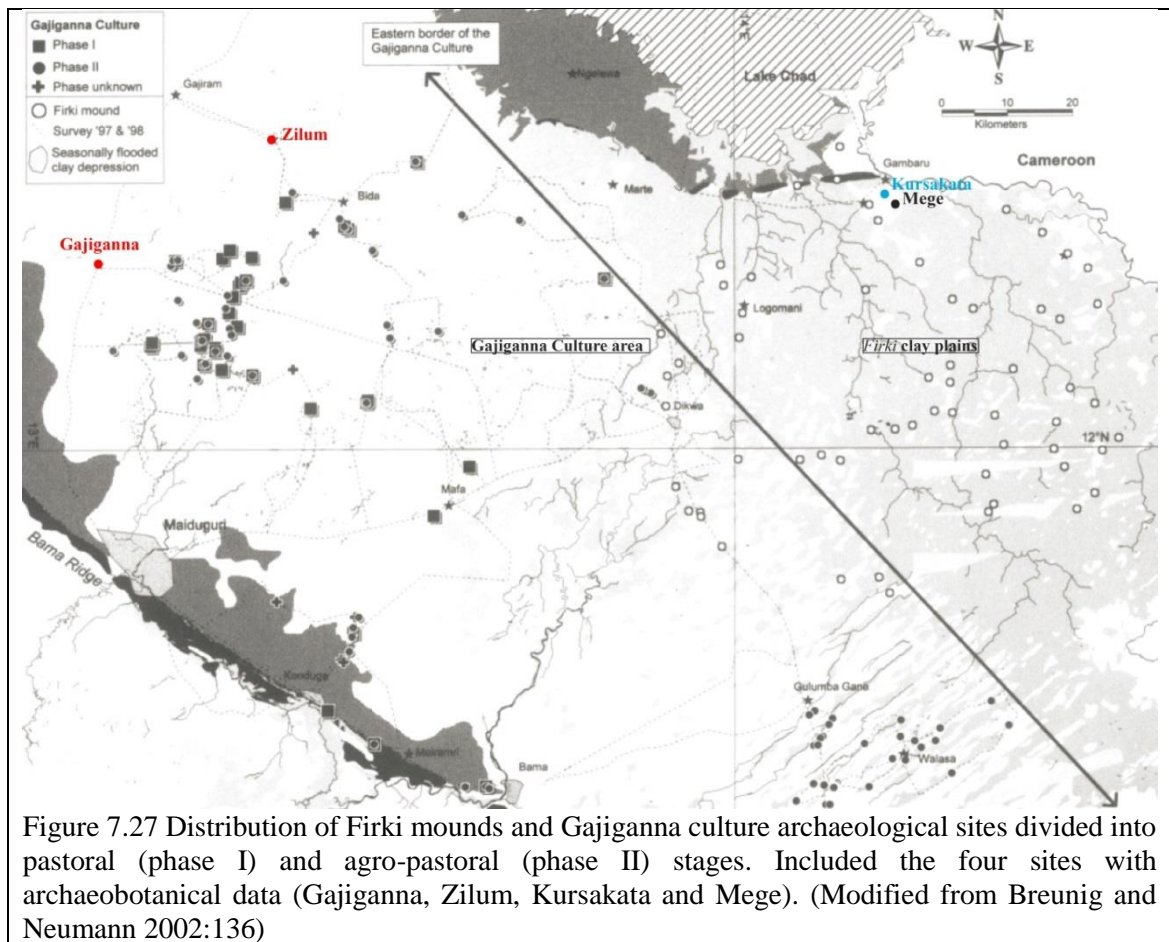 Gajiganna Culture
Phase I
Phase II
Phase unknown
Firki mound
Survey '97 & '98
Seasonally flooded
clay depression
Eastern border of the
Gajiganna Culture
14°E
N
W E
S
0 10 20
Kilometers
Ngelewa
Lake Chad
Gajiram
Zilum
Bida
Marte
Gambaru
Cameroon
Kursakata
Mege
Gajiganna
Logomani
Gajiganna Culture area
Firki clay plains
Dikwa
13°E
12°N
Mafa
Maiduguri
Bama Ridge
Konduga
Gulumba Gana
Mairamri
Walasa
Bama
Figure 7.27 Distribution of Firki mounds and Gajiganna culture archaeological sites divided into
pastoral (phase I) and agro-pastoral (phase II) stages. Included the four sites with
archaeobotanical data (Gajiganna, Zilum, Kursakata and Mege). (Modified from Breunig and
Neumann 2002:136)